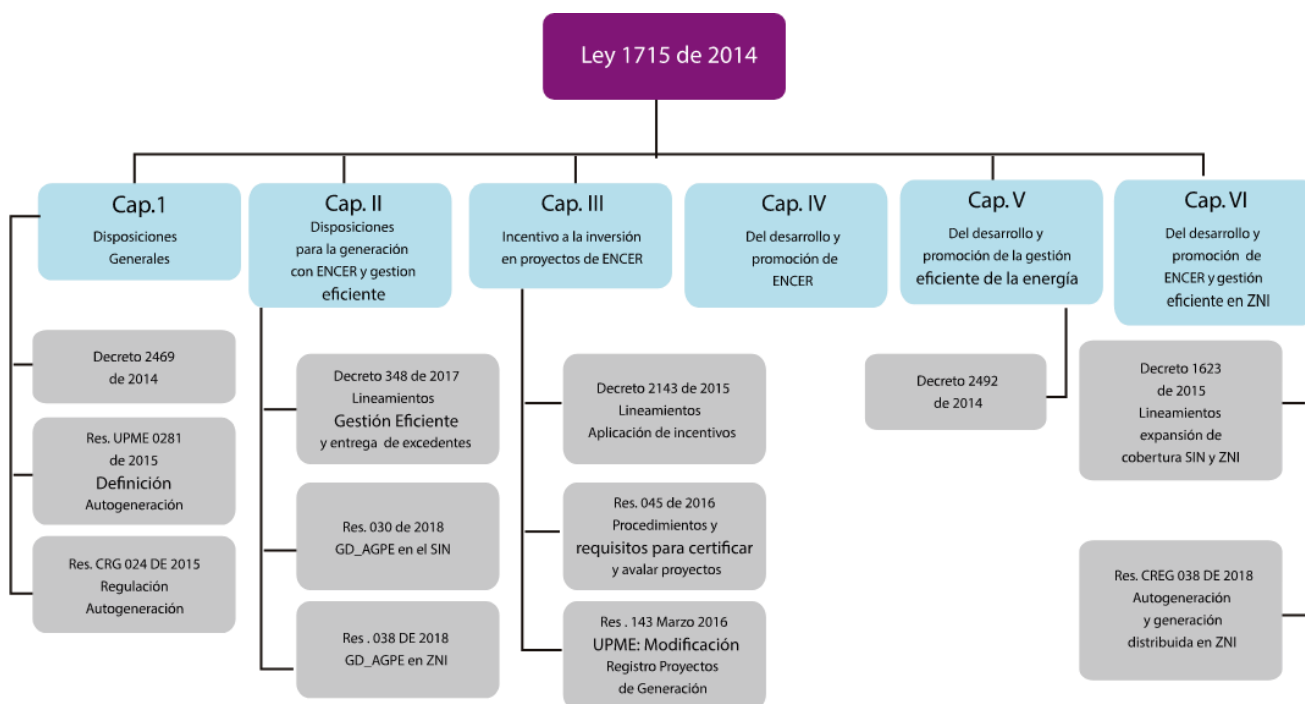 Ley 1715 de 2014
Cap.1
Disposiciones
Generales
Decreto 2469
de 2014
Res. UPME 0281
de 2015
Definición
Autogeneración
Res. CRG 024 DE 2015
Regulación
Autogeneración
Cap. II
Disposiciones
para la generación
con ENCER y gestion
eficiente
Decreto 348 de 2017
Lineamientos
Gestión Eficiente
y entrega de excedentes
Res. 030 de 2018
GD_AGPE en el SIN
Res . 038 DE 2018
GD_AGPE en ZNI
Cap. III
Incentivo a la inversión
en proyectos de ENCER
Decreto 2143 de 2015
Lineamientos
Aplicación de incentivos
Res. 045 de 2016
Procedimientos y
requisitos para certificar
y avalar proyectos
Res . 143 Marzo 2016
UPME: Modificación
Registro Proyectos
de Generación
Cap. IV
Del desarrollo y
promoción de
ENCER
Cap. V
Del desarrollo y
promoción de la gestión
eficiente de la energía
Decreto 2492
de 2014
Cap. VI
Del desarrollo y
promoción de
ENCER y gestión
eficiente en ZNI
Decreto 1623
de 2015
Lineamientos
expansión de
cobertura SIN y ZNI
Res. CREG 038 DE 2018
Autogeneración
y generación
distribuida en ZNI